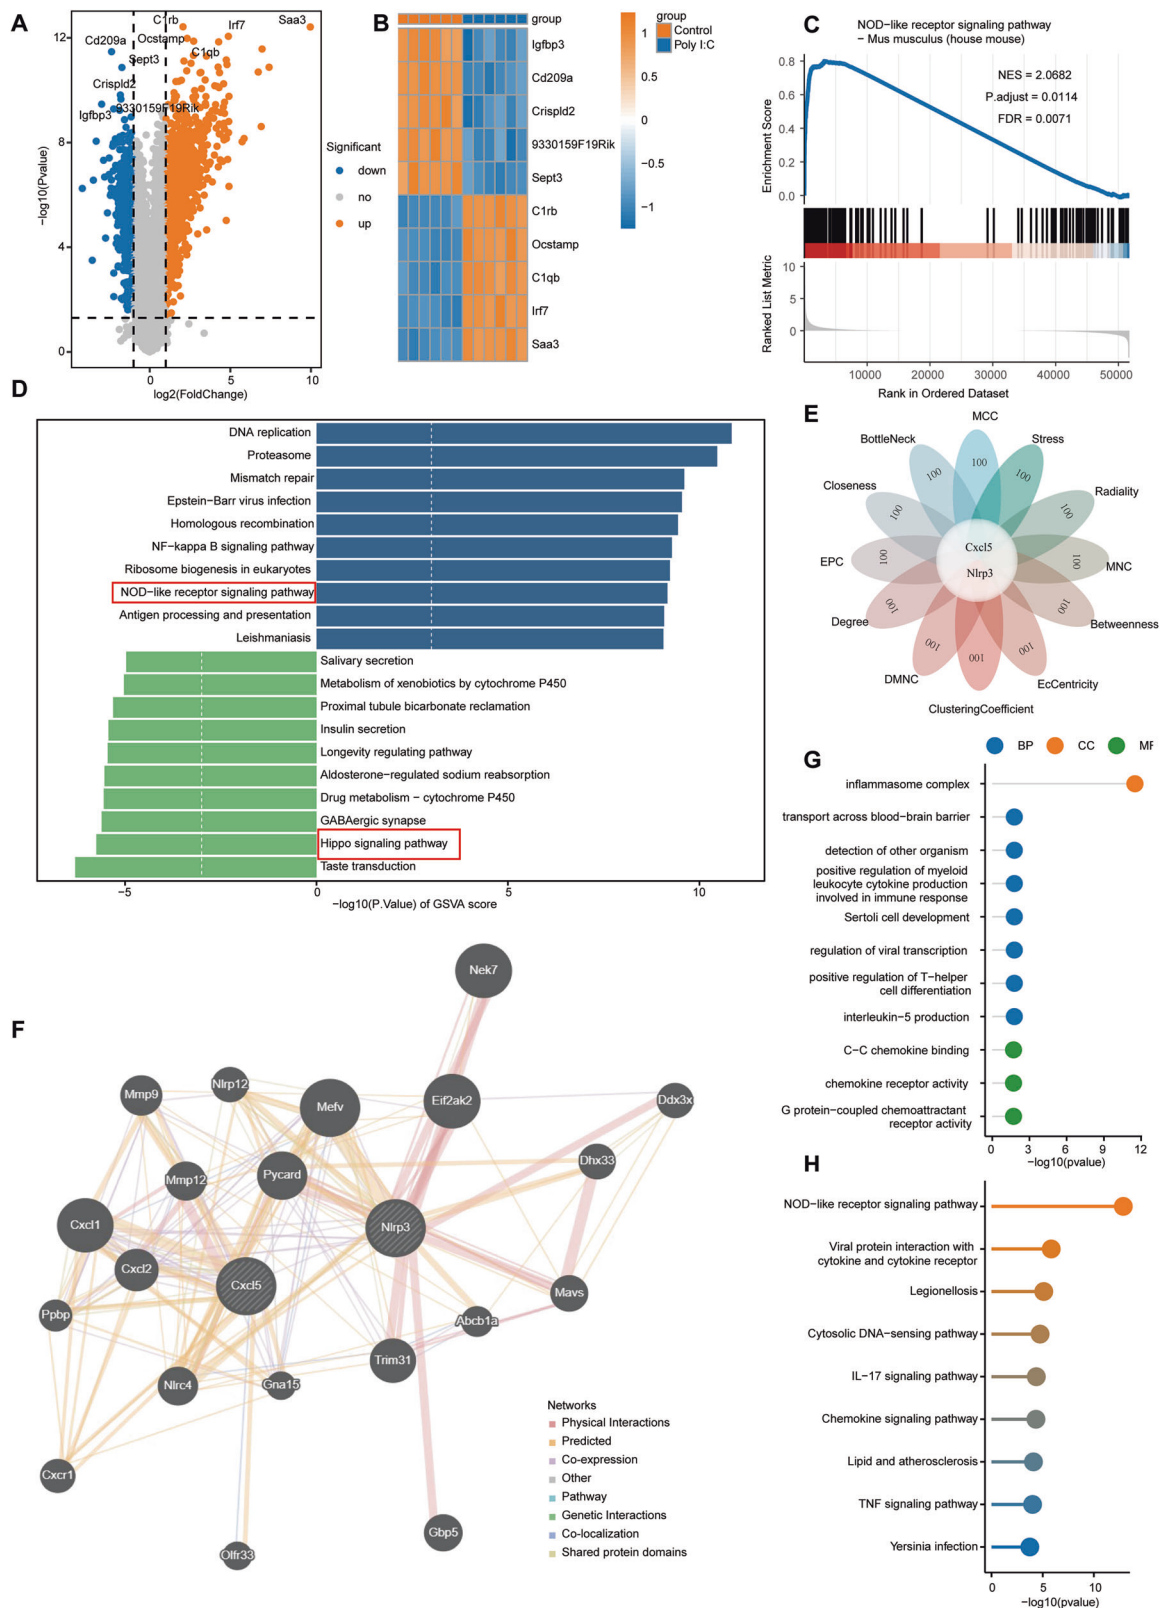 A
12
8
4
0
−log10(Pvalue)
0
5
10
log2(FoldChange)
C1rb
Irf7
Saa3
Cd209a
Ocstamp
Sept3
C1qb
Crispld2
9330159F19Rik
Igfbp3
Significant
down
no
up
B
group
Igfbp3
Cd209a
Crispld2
9330159F19Rik
Sept3
C1rb
Ocstamp
C1qb
Irf7
Saa3
1
0.5
0
−0.5
−1
group
Control
Poly I:C
C
NOD−like receptor signaling pathway
− Mus musculus (house mouse)
NES = 2.0682
P.adjust = 0.0114
FDR = 0.0071
0.8
0.6
0.4
0.2
0.0
Enrichment Score
10
5
0
Ranked List Metric
10000
20000
30000
40000
50000
Rank in Ordered Dataset
D
DNA replication
Proteasome
Mismatch repair
Epstein−Barr virus infection
Homologous recombination
NF−kappa B signaling pathway
Ribosome biogenesis in eukaryotes
NOD−like receptor signaling pathway
Antigen processing and presentation
Leishmaniasis
Salivary secretion
Metabolism of xenobiotics by cytochrome P450
Proximal tubule bicarbonate reclamation
Insulin secretion
Longevity regulating pathway
Aldosterone−regulated sodium reabsorption
Drug metabolism − cytochrome P450
GABAergic synapse
Hippo signaling pathway
Taste transduction
−5
0
5
10
−log10(P.Value) of GSVA score
E
MCC
BottleNeck
Stress
Closeness
Radiality
EPC
MNC
Degree
Betweenness
DMNC
EcCentricity
ClusteringCoefficient
100
100
100
100
100
100
100
100
100
100
100
100
Cxcl5
Nlrp3
F
Nek7
Mmp9
Nlrp12
Mefv
Eif2ak2
Ddx3x
Mmp12
Pycard
Dhx33
Cxcl1
Nlrp3
Cxcl2
Cxcl5
Mavs
Ppbp
Abcb1a
Trim31
Nlrc4
Gna15
Cxcr1
Gbp5
Olfr33
Networks
Physical Interactions
Predicted
Co-expression
Other
Pathway
Genetic Interactions
Co-localization
Shared protein domains
G
BP
CC
MF
inflammasome complex
transport across blood−brain barrier
detection of other organism
positive regulation of myeloid
leukocyte cytokine production
involved in immune response
Sertoli cell development
regulation of viral transcription
positive regulation of T−helper
cell differentiation
interleukin−5 production
C−C chemokine binding
chemokine receptor activity
G protein−coupled chemoattractant
receptor activity
0
3
6
9
12
−log10(pvalue)
H
NOD−like receptor signaling pathway
Viral protein interaction with
cytokine and cytokine receptor
Legionellosis
Cytosolic DNA−sensing pathway
IL−17 signaling pathway
Chemokine signaling pathway
Lipid and atherosclerosis
TNF signaling pathway
Yersinia infection
0
5
10
−log10(pvalue)